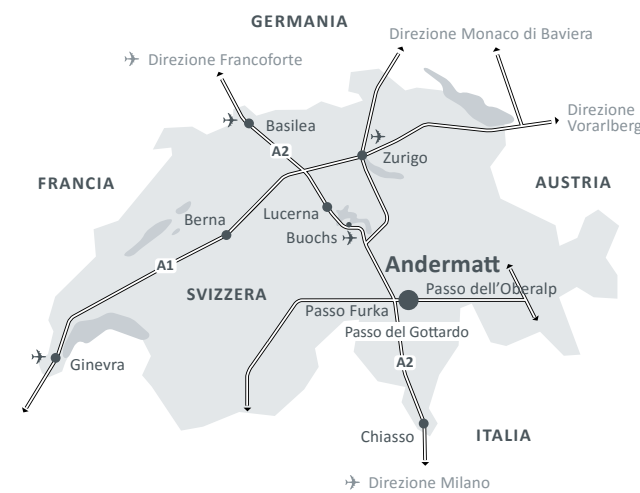 GERMANIA
Direzione Monaco di Baviera
Direzione Francoforte
Direzione
Vorarlberg
Basilea
A2
Zurigo
FRANCIA
AUSTRIA
Berna
Lucerna
Buochs
A1
Andermatt
SVIZZERA
Passo dell'Oberalp
Passo Furka
Passo del Gottardo
A2
Ginevra
Chiasso
ITALIA
Direzione Milano